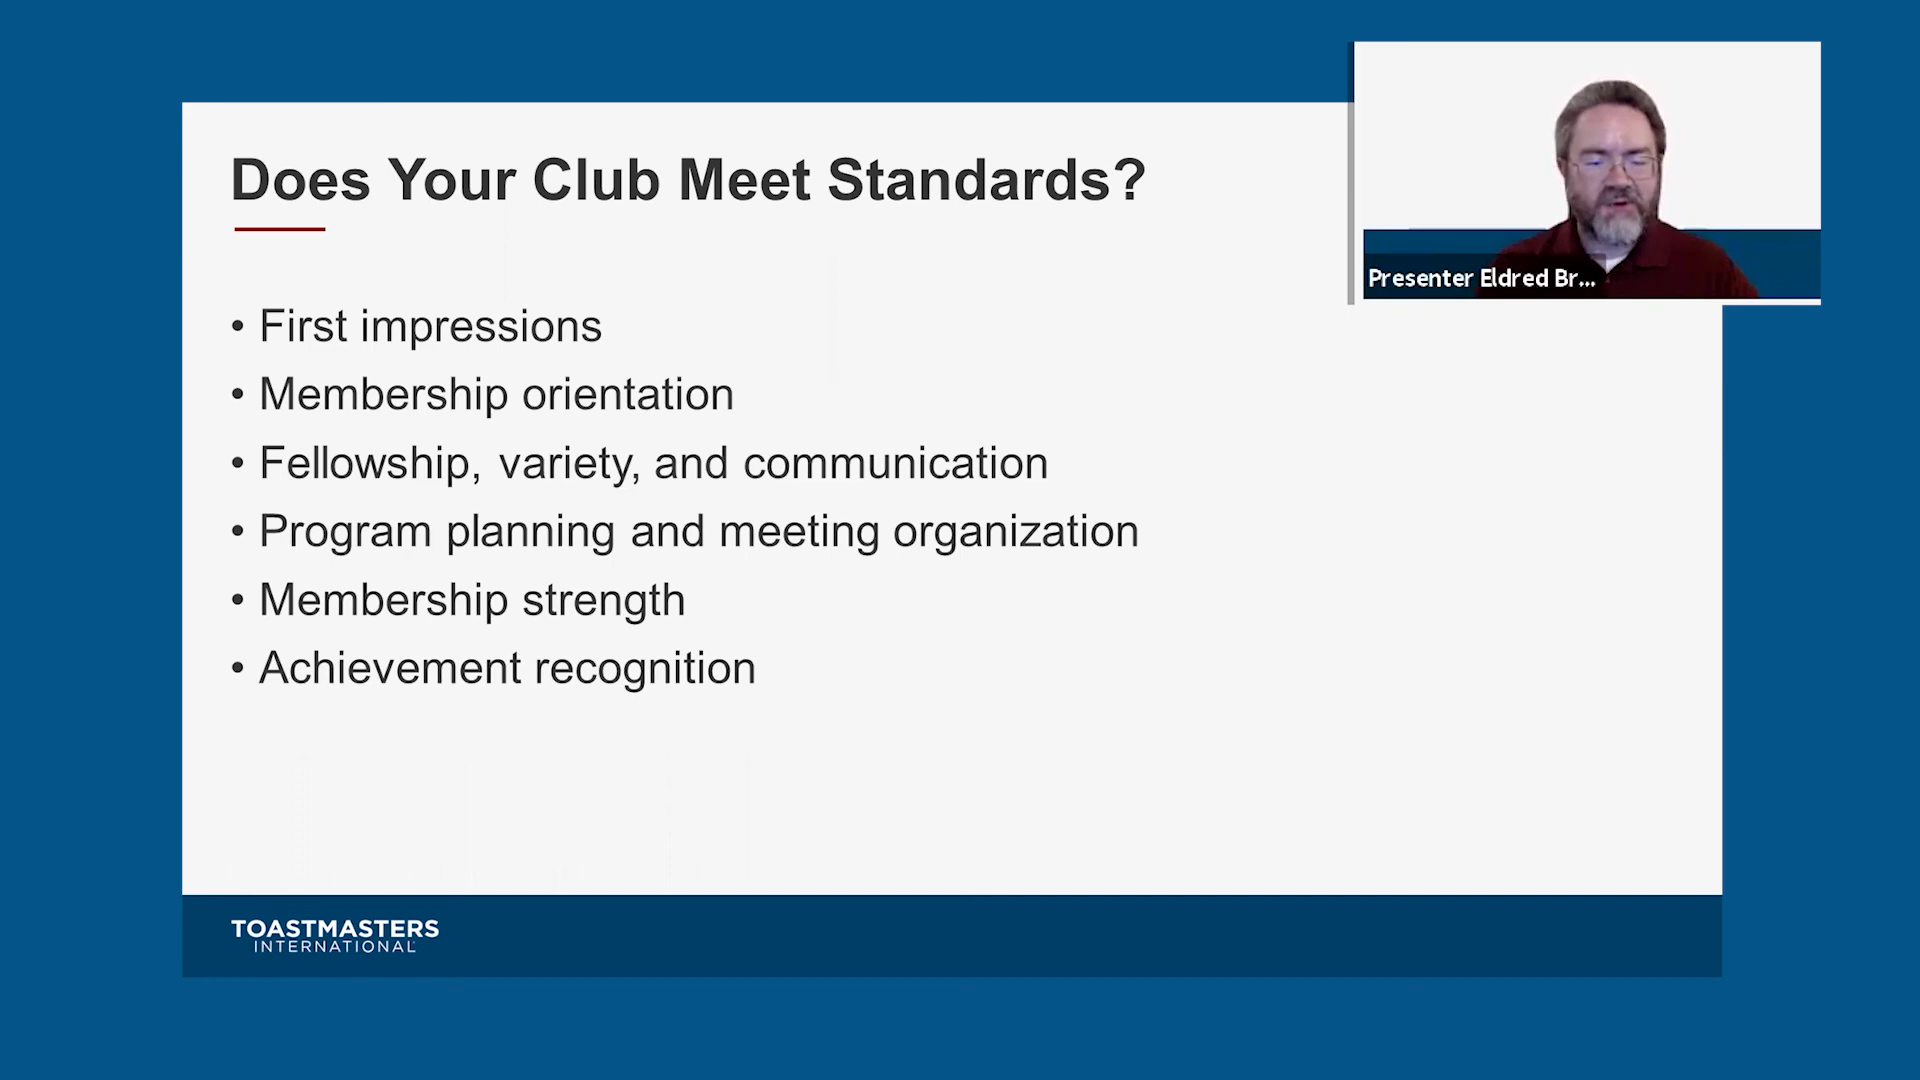 Does Your Club Meet Standards?
Presenter Eldred Br...
• First impressions
• Membership orientation
• Fellowship, variety, and communication
• Program planning and meeting organization
• Membership strength
• Achievement recognition
TOASTMASTERS
INTERNATIONAL